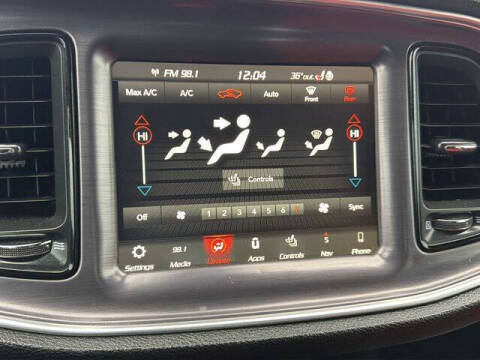 FM 98.1 12:04 36°out
Max A/C A/C Auto Front Rear
HI HI
Controls
Off 1 2 3 4 5 6 7 Sync
Settings 98.1 Media Climate Apps Controls S Nav Phone